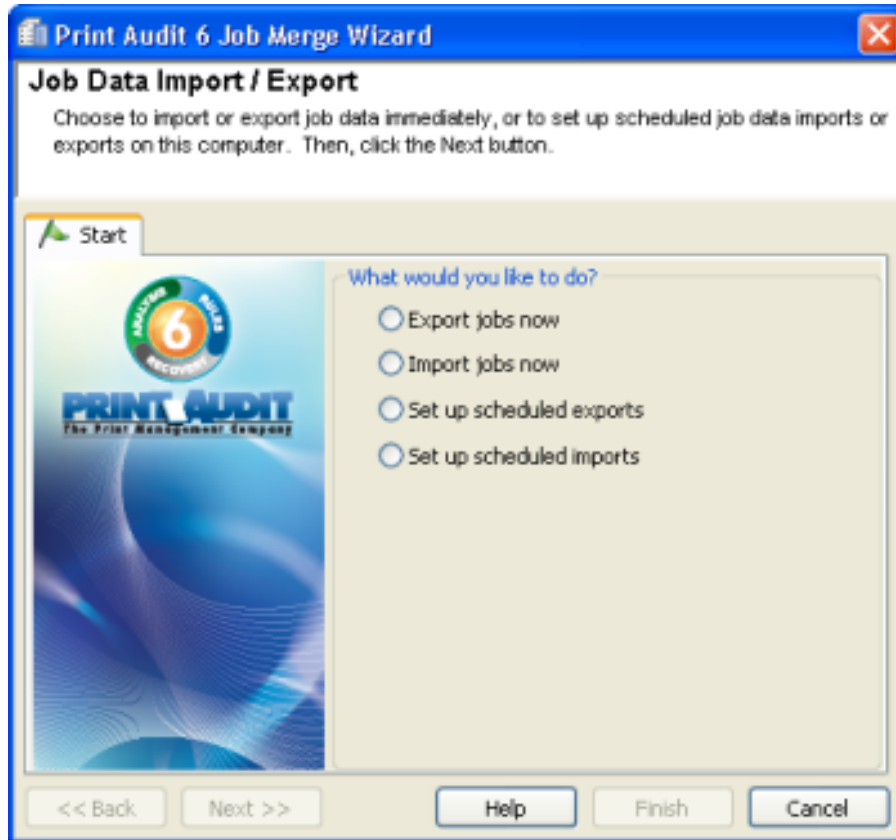 Print Audit 6 Job Merge Wizard
Job Data Import / Export
Choose to import or export job data immediately, or to set up scheduled job data imports or
exports on this computer. Then, click the Next button.
Start
ANALYSIS
RULES
6
RECOVERY
PRINT AUDIT
The Print Management Company
What would you like to do?
Export jobs now
Import jobs now
Set up scheduled exports
Set up scheduled imports
<< Back
Next >>
Help
Finish
Cancel